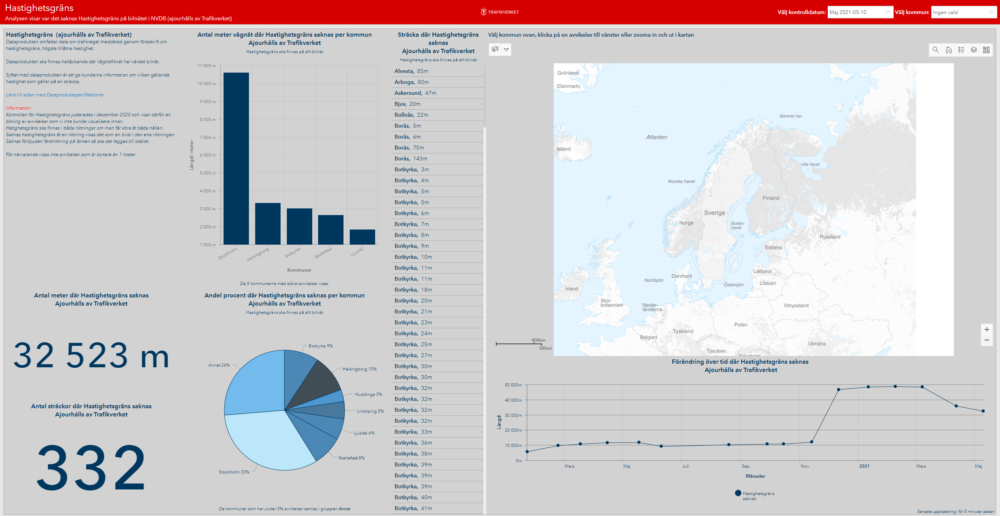 Hastighetsgräns
Analysen visar var det saknas Hastighetsgräns på bilnätet i NVDB (ajourhålls av Trafikverket)
TRAFIKVERKET
Välj kontrolldatum:
Maj 2021-05-10
Välj kommun:
Ingen vald
Hastighetsgräns (ajourhålls av Trafikverket)
Dataprodukten omfattar data om trafikregel meddelad genom föreskrift om
hastighetsgräns, högsta tillåtna hastighet.
Dataprodukten ska finnas heltäckande där Vägtrafiknät har värdet bilnät.
Syftet med dataprodukten är att ge kunderna information om vilken gällande
hastighet som gäller på en sträcka.
Länk till sidan med Dataproduktspecifikationer
Information:
Kontrollen för Hastighetsgräns justerades i december 2020 och visar därför en
ökning av avvikelser som vi inte kunde visualisera innan.
Hatighetsgräns ska finnas i båda riktningar om man får köra åt båda hållen.
Saknas hastighetsgräns åt en riktning visas det som en brist i den ena riktningen.
Saknas förbjuden färdriktning på länken så ska det läggas till istället.
För närvarande visas inte avvikelser som är kortare än 1 meter.
Antal meter där Hastighetsgräns saknas
Ajourhålls av Trafikverket
32 523 m
Antal sträckor där Hastighetsgräns saknas
Ajourhålls av Trafikverket
332
Antal meter vägnät där Hastighetsgräns saknas per kommun
Ajourhålls av Trafikverket
Hastighetsgräns ska finnas på allt bilnät
11 000 m
10 000 m
9 000 m
8 000 m
7 000 m
6 000 m
5 000 m
4 000 m
3 000 m
2 000 m
1 000 m
Längd i meter
Stockholm
Helsingborg
Botkyrka
Skellefteå
Ljusdal
Kommuner
De 5 kommunerna med störst avvikelser visas.
Andel procent där Hastighetsgräns saknas per kommun
Ajourhålls av Trafikverket
Hastighetsgräns ska finnas på allt bilnät
Botkyrka 9%
Helsingborg 10%
Huddinge 3%
Linköping 5%
Ljusdal 6%
Skellefteå 8%
Stockholm 33%
Annat 26%
De kommuner som har under 3% avvikelser samlas i gruppen Annat
Sträcka där Hastighetsgräns
saknas
Ajourhålls av Trafikverket
Hastighetsgräns ska finnas på allt bilnät
Alvesta, 85m
Arboga, 80m
Askersund, 47m
Bjuv, 20m
Bollnäs, 22m
Borås, 5m
Borås, 6m
Borås, 75m
Borås, 143m
Botkyrka, 3m
Botkyrka, 4m
Botkyrka, 5m
Botkyrka, 5m
Botkyrka, 6m
Botkyrka, 7m
Botkyrka, 8m
Botkyrka, 9m
Botkyrka, 10m
Botkyrka, 11m
Botkyrka, 11m
Botkyrka, 18m
Botkyrka, 20m
Botkyrka, 21m
Botkyrka, 23m
Botkyrka, 24m
Botkyrka, 25m
Botkyrka, 27m
Botkyrka, 30m
Botkyrka, 30m
Botkyrka, 32m
Botkyrka, 32m
Botkyrka, 32m
Botkyrka, 32m
Botkyrka, 33m
Botkyrka, 36m
Botkyrka, 38m
Botkyrka, 39m
Botkyrka, 39m
Botkyrka, 39m
Botkyrka, 40m
Botkyrka, 41m
Välj kommun ovan, klicka på en avvikelse till vänster eller zooma in och ut i kartan
Grönland
(Danmark)
Barents hav
Atlanten
Island
Vita havet
Norska havet
Finland
Sverige
Norge
Botten-
havet
Ryssland
Estland
Lettland
Danmark
Nordsjön
Östersjön
Litauen
Irland
Stor-
britannien
Neder-
länderna
Vitryssland
Polen
Tyskland
Belgien
Ukraina
Tjeckien
Slovakien
400km
300mi
Förändring över tid där Hastighetsgräns saknas
Ajourhålls av Trafikverket
50 000m
40 000m
30 000m
20 000m
10 000m
0m
Längd
Mars
Maj
Juli
Sep.
Nov.
2021
Mars
Maj
Månader
Hastighetsgräns
saknas
Senaste uppdatering: för 5 minuter sedan